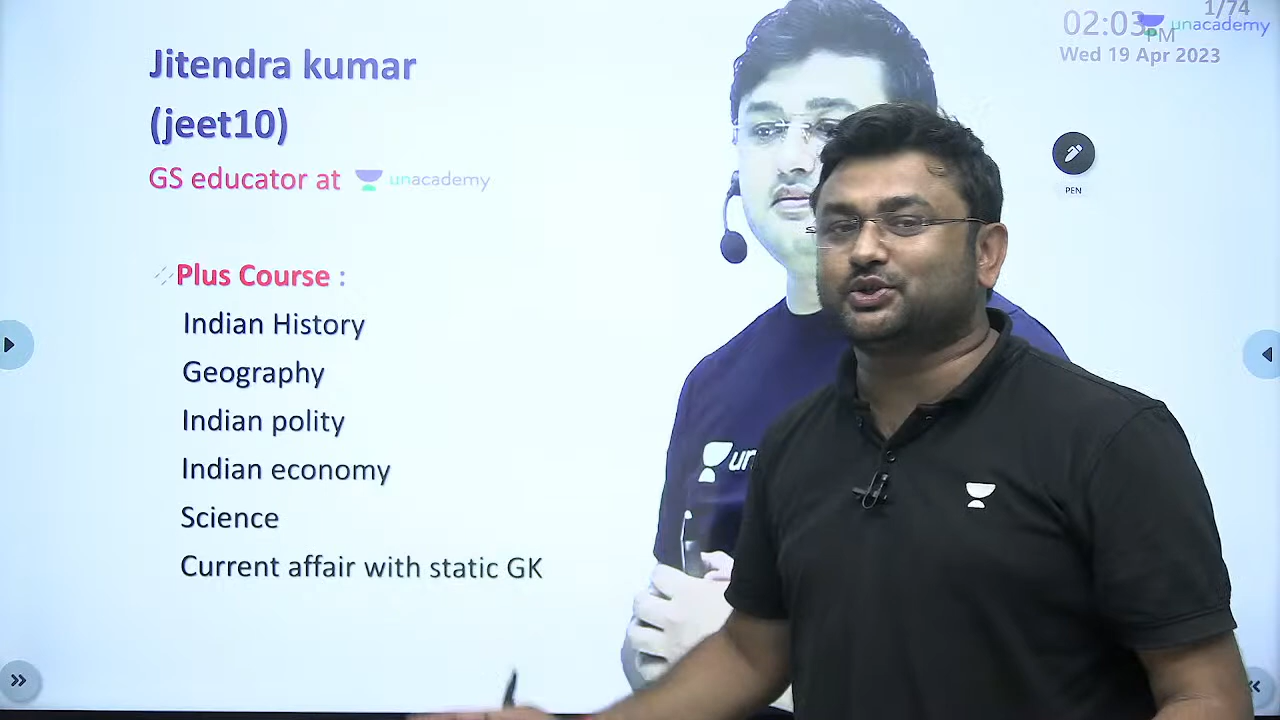 Jitendra kumar
(jeet10)
GS educator at unacademy
Plus Course :
Indian History
Geography
Indian polity
Indian economy
Science
Current affair with static GK
1/74
02:03 PM
unacademy
Wed 19 Apr 2023
PEN
un